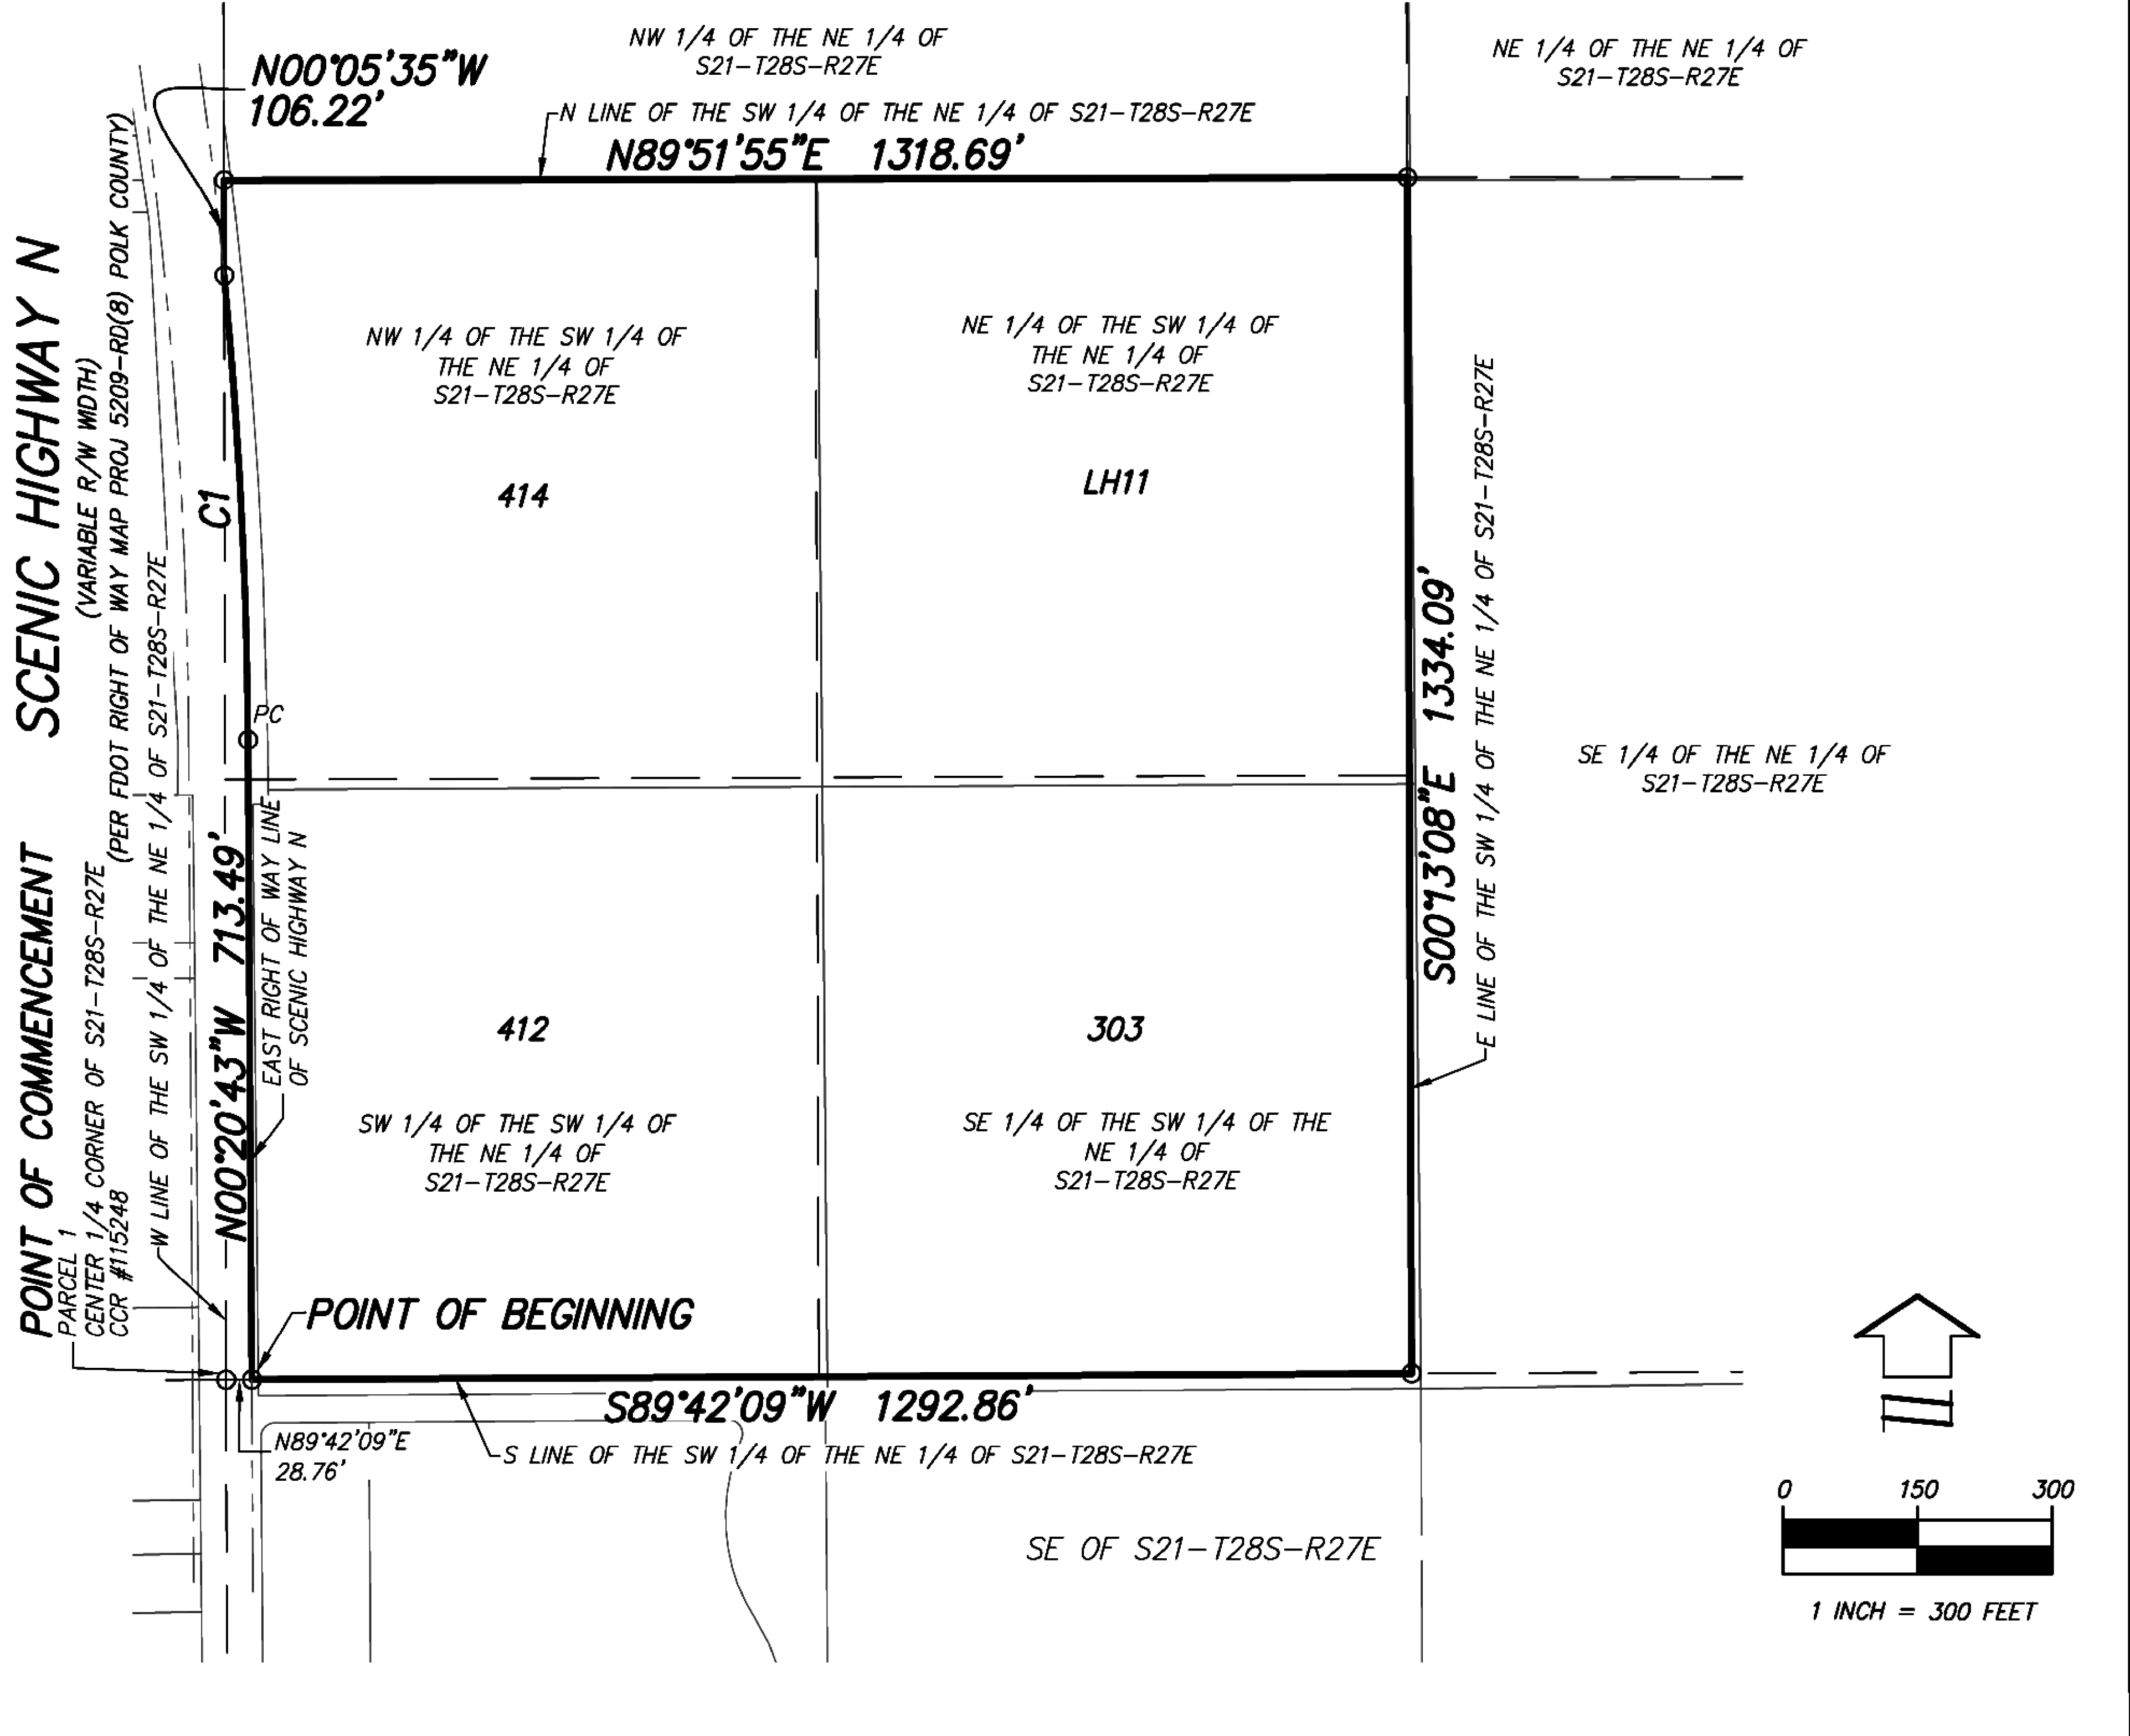 NW 1/4 OF THE NE 1/4 OF
S21-T28S-R27E
NE 1/4 OF THE NE 1/4 OF
S21-T28S-R27E
N00°05'35"W
106.22'
N LINE OF THE SW 1/4 OF THE NE 1/4 OF S21-T28S-R27E
N89°51'55"E 1318.69'
SCENIC HIGHWAY N
(VARIABLE R/W WIDTH)
(PER FDOT RIGHT OF WAY MAP PROJ 5209-RD(8) POLK COUNTY)
W LINE OF THE SW 1/4 OF THE NE 1/4 OF S21-T28S-R27E
C1
NW 1/4 OF THE SW 1/4 OF
THE NE 1/4 OF
S21-T28S-R27E
414
NE 1/4 OF THE SW 1/4 OF
THE NE 1/4 OF
S21-T28S-R27E
LH11
S00°13'08"E 1334.09'
E LINE OF THE SW 1/4 OF THE NE 1/4 OF S21-T28S-R27E
SE 1/4 OF THE NE 1/4 OF
S21-T28S-R27E
PC
N00°20'43"W 713.49'
EAST RIGHT OF WAY LINE
OF SCENIC HIGHWAY N
412
SW 1/4 OF THE SW 1/4 OF
THE NE 1/4 OF
S21-T28S-R27E
303
SE 1/4 OF THE SW 1/4 OF THE
NE 1/4 OF
S21-T28S-R27E
POINT OF COMMENCEMENT
PARCEL 1
CENTER 1/4 CORNER OF S21-T28S-R27E
CCR #115248
POINT OF BEGINNING
S89°42'09"W 1292.86'
N89°42'09"E
28.76'
S LINE OF THE SW 1/4 OF THE NE 1/4 OF S21-T28S-R27E
SE OF S21-T28S-R27E
0 150 300
1 INCH = 300 FEET